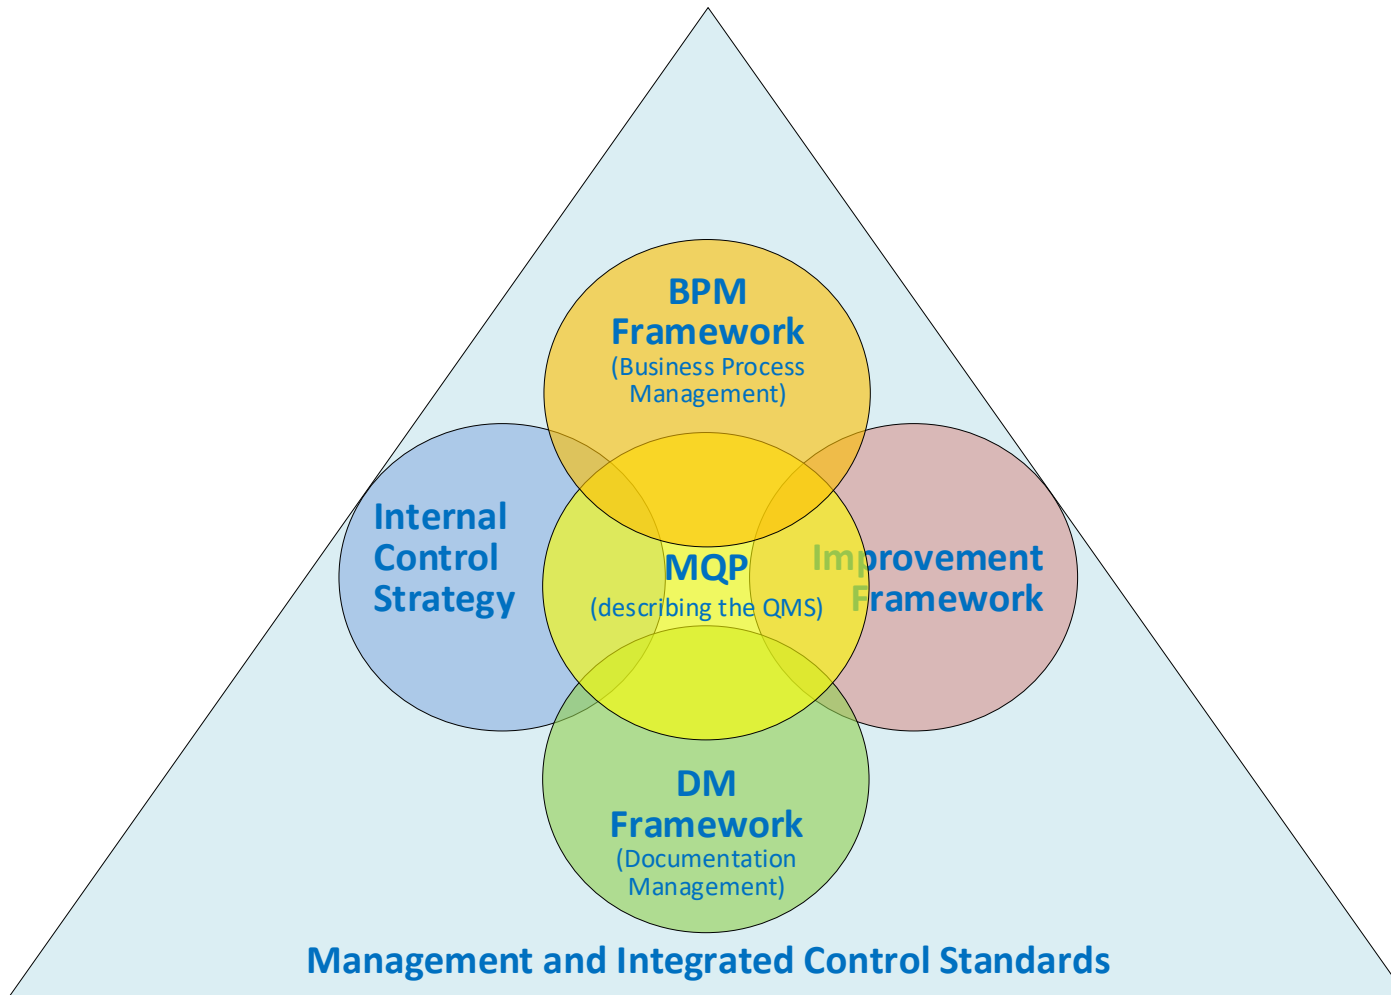 BPM
Framework
(Business Process
Management)
Internal
Control
Strategy
MQP
(describing the QMS)
Improvement
Framework
DM
Framework
(Documentation
Management)
Management and Integrated Control Standards